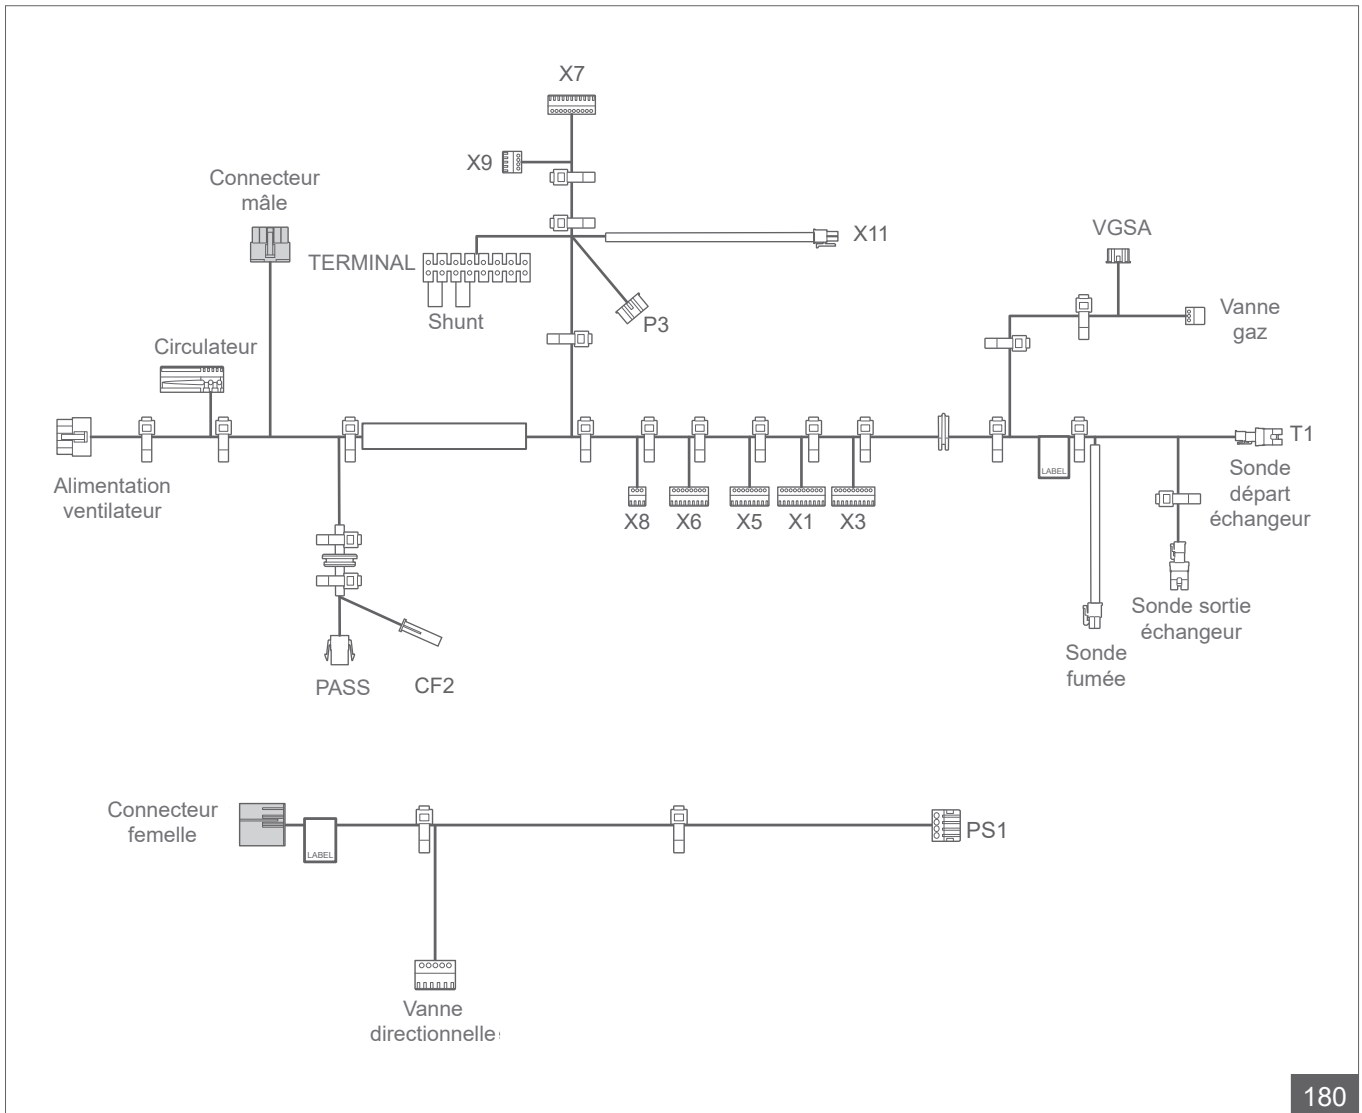 X7
X9
Connecteur
mâle
X11
VGSA
TERMINAL
Vanne
gaz
Shunt
P3
Circulateur
T1
Alimentation
ventilateur
LABEL
Sonde
départ
échangeur
X8
X6
X5
X1
X3
Sonde sortie
échangeur
Sonde
fumée
PASS
CF2
Connecteur
femelle
LABEL
PS1
Vanne
directionnelle
180